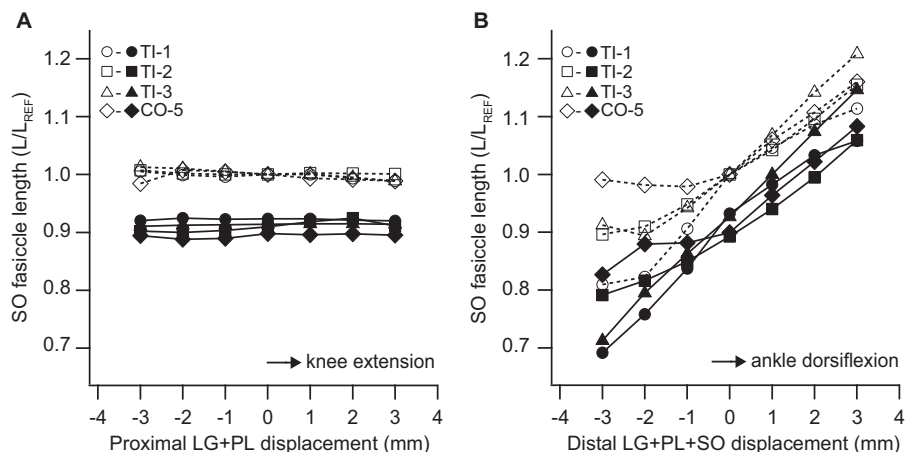 A
SO fasiccle length (L/LREF)
1.2
1.1
1.0
0.9
0.8
0.7
TI-1
TI-2
TI-3
CO-5
knee extension
-4 -3 -2 -1 0 1 2 3 4
Proximal LG+PL displacement (mm)
B
SO fasiccle length (L/LREF)
1.2
1.1
1.0
0.9
0.8
0.7
TI-1
TI-2
TI-3
CO-5
ankle dorsiflexion
-4 -3 -2 -1 0 1 2 3 4
Distal LG+PL+SO displacement (mm)